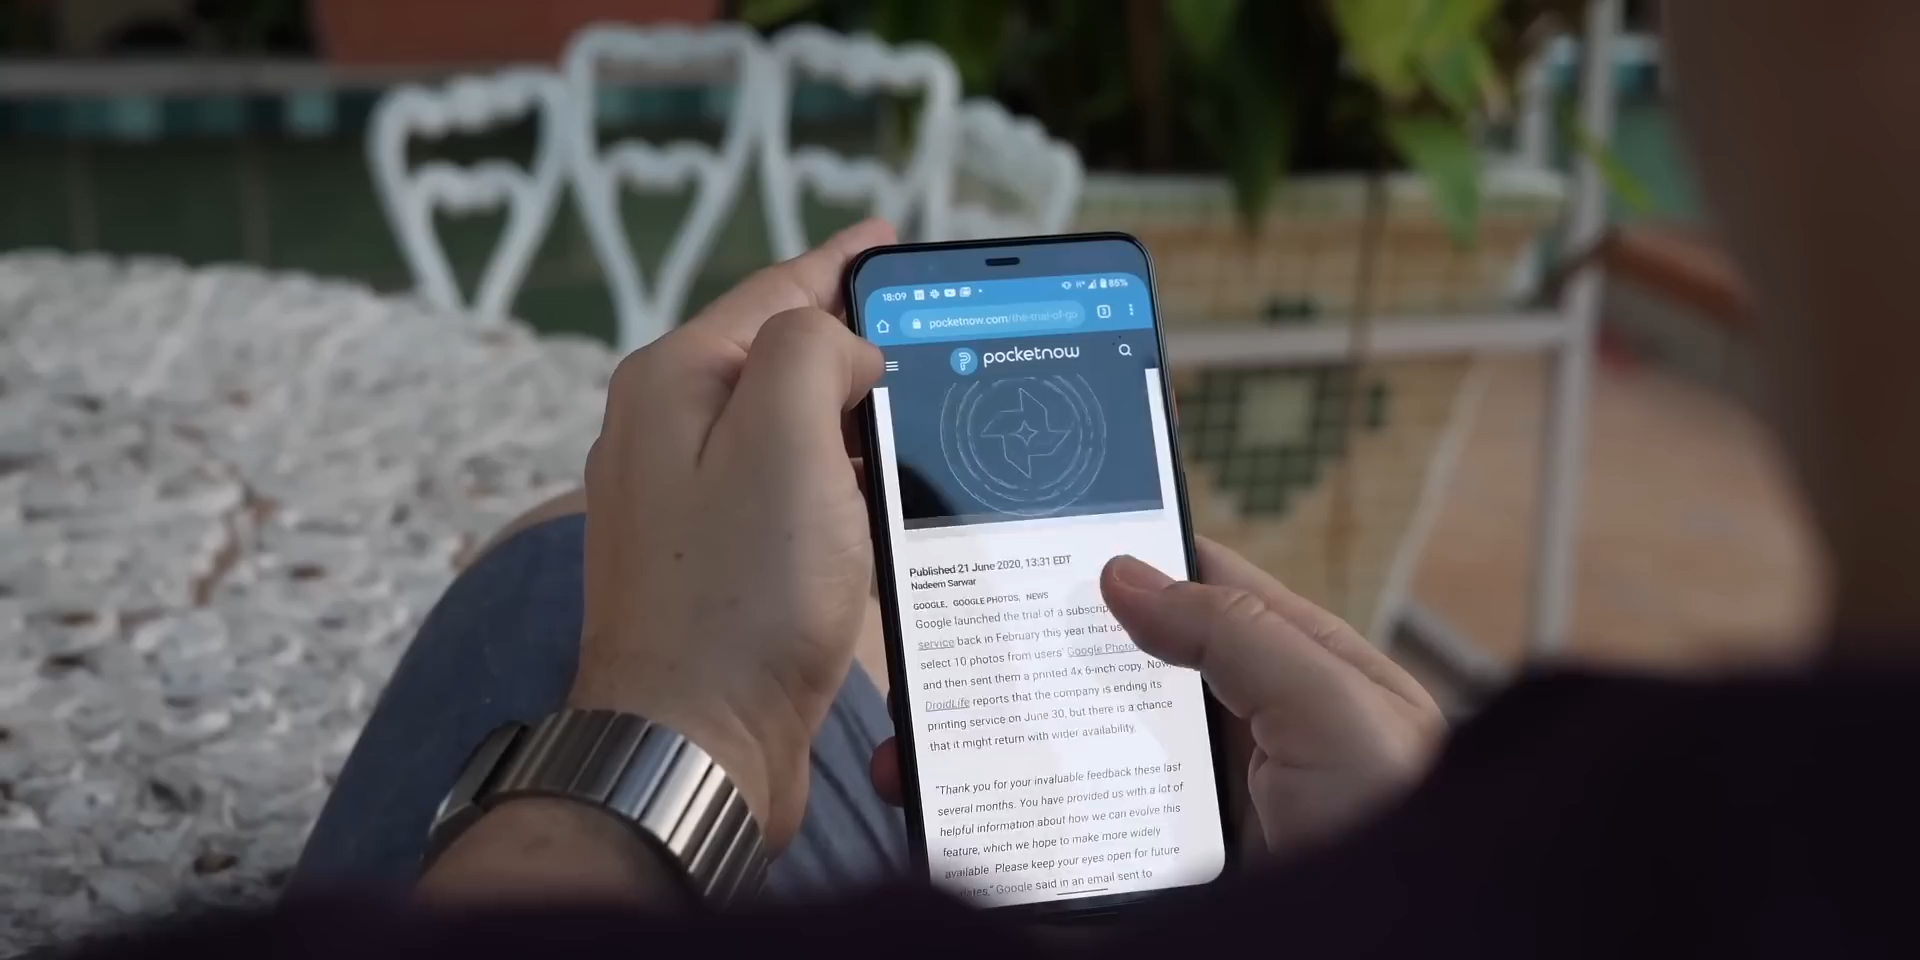 18:09
85%
pocketnow.com/the-trial-of-go
3
pocketnow
Published 21 June 2020, 13:31 EDT
Nadeem Sarwar
GOOGLE, GOOGLE PHOTOS, NEWS
Google launched the trial of a subscrip
service back in February this year that us
select 10 photos from users' Google Photo
and then sent them a printed 4x 6-inch copy. Now,
DroidLife reports that the company is ending its
printing service on June 30, but there is a chance
that it might return with wider availability.
"Thank you for your invaluable feedback these last
several months. You have provided us with a lot of
helpful information about how we can evolve this
feature, which we hope to make more widely
available. Please keep your eyes open for future
dates," Google said in an email sent to